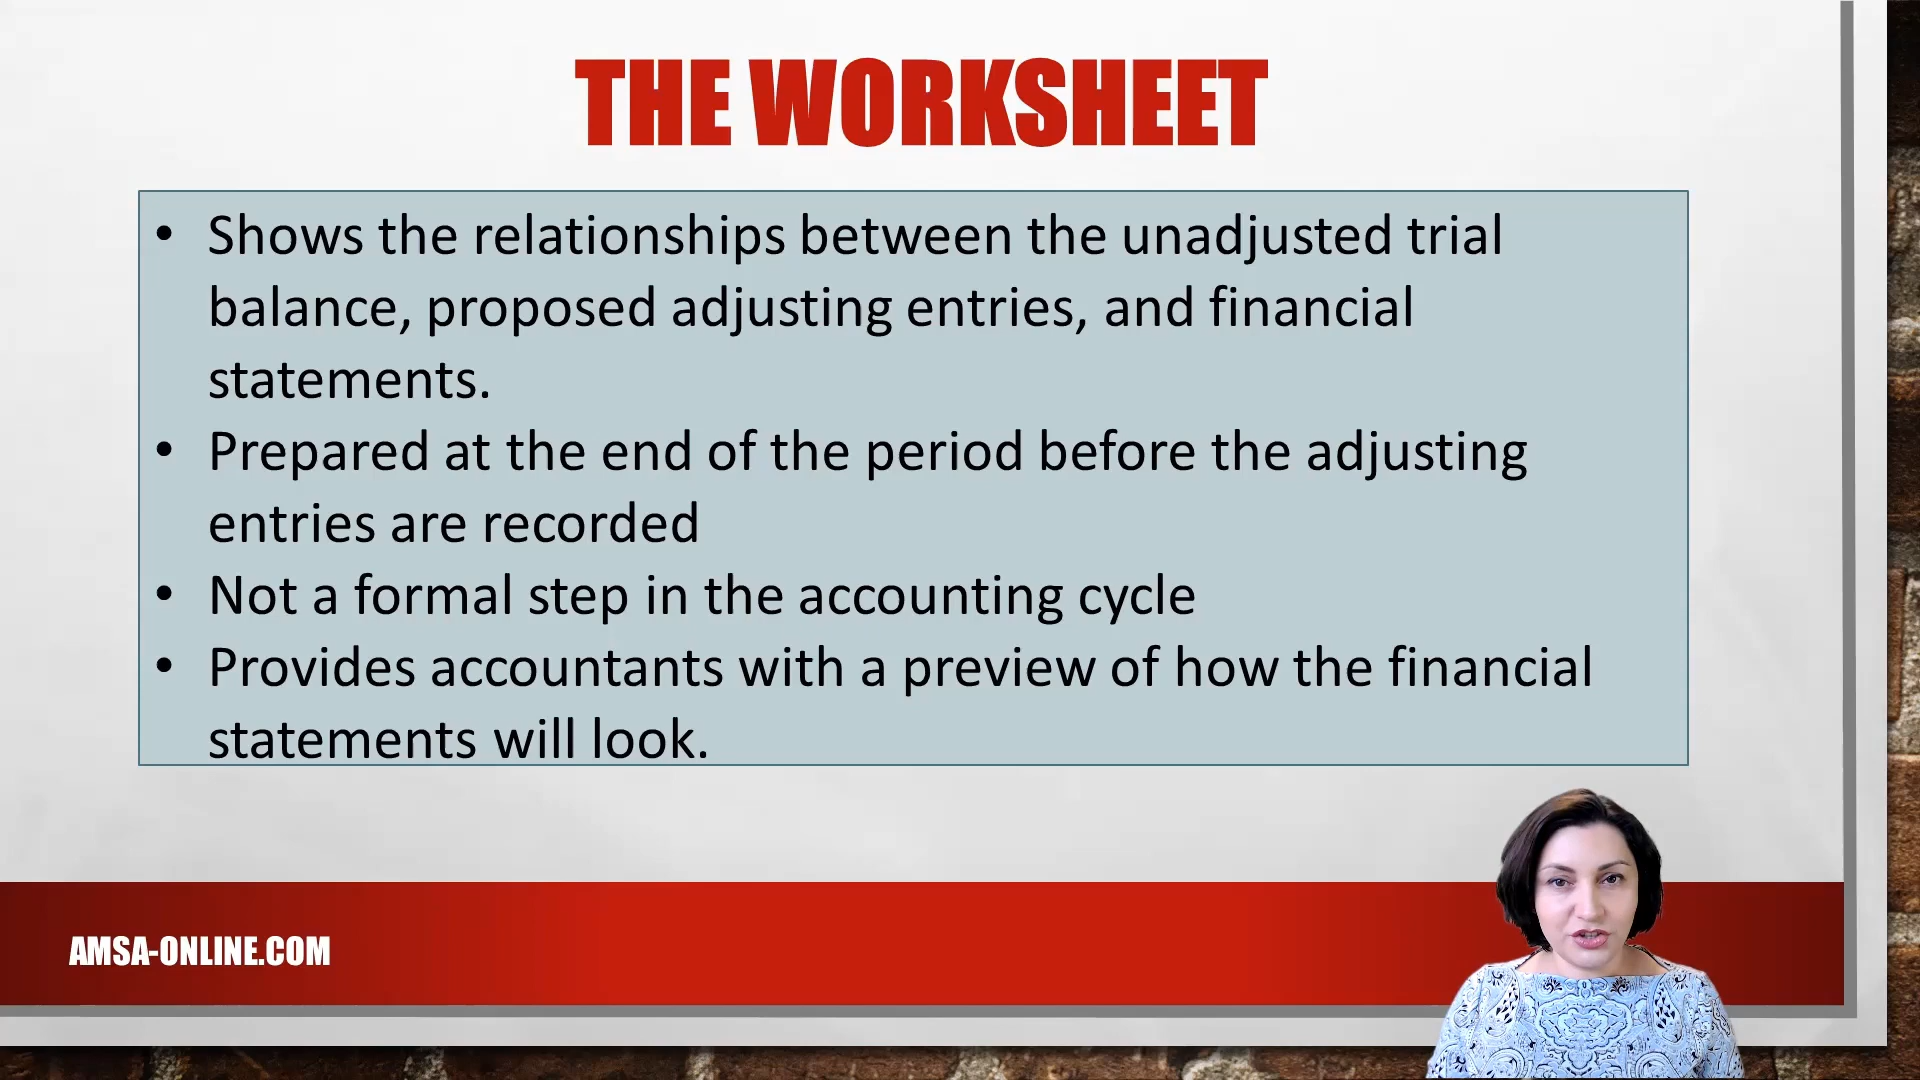 THE WORKSHEET
• Shows the relationships between the unadjusted trial
balance, proposed adjusting entries, and financial
statements.
• Prepared at the end of the period before the adjusting
entries are recorded
• Not a formal step in the accounting cycle
• Provides accountants with a preview of how the financial
statements will look.
AMSA-ONLINE.COM